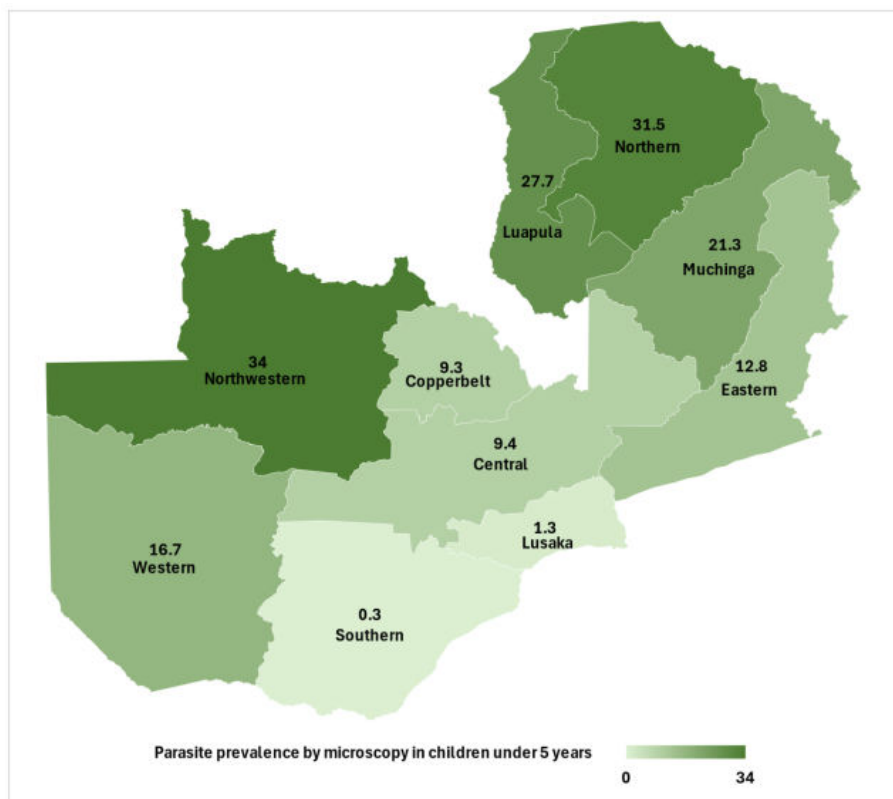 31.5
Northern
27.7
Luapula
21.3
Muchinga
34
Northwestern
9.3
Copperbelt
12.8
Eastern
9.4
Central
1.3
Lusaka
16.7
Western
0.3
Southern
Parasite prevalence by microscopy in children under 5 years
0 34